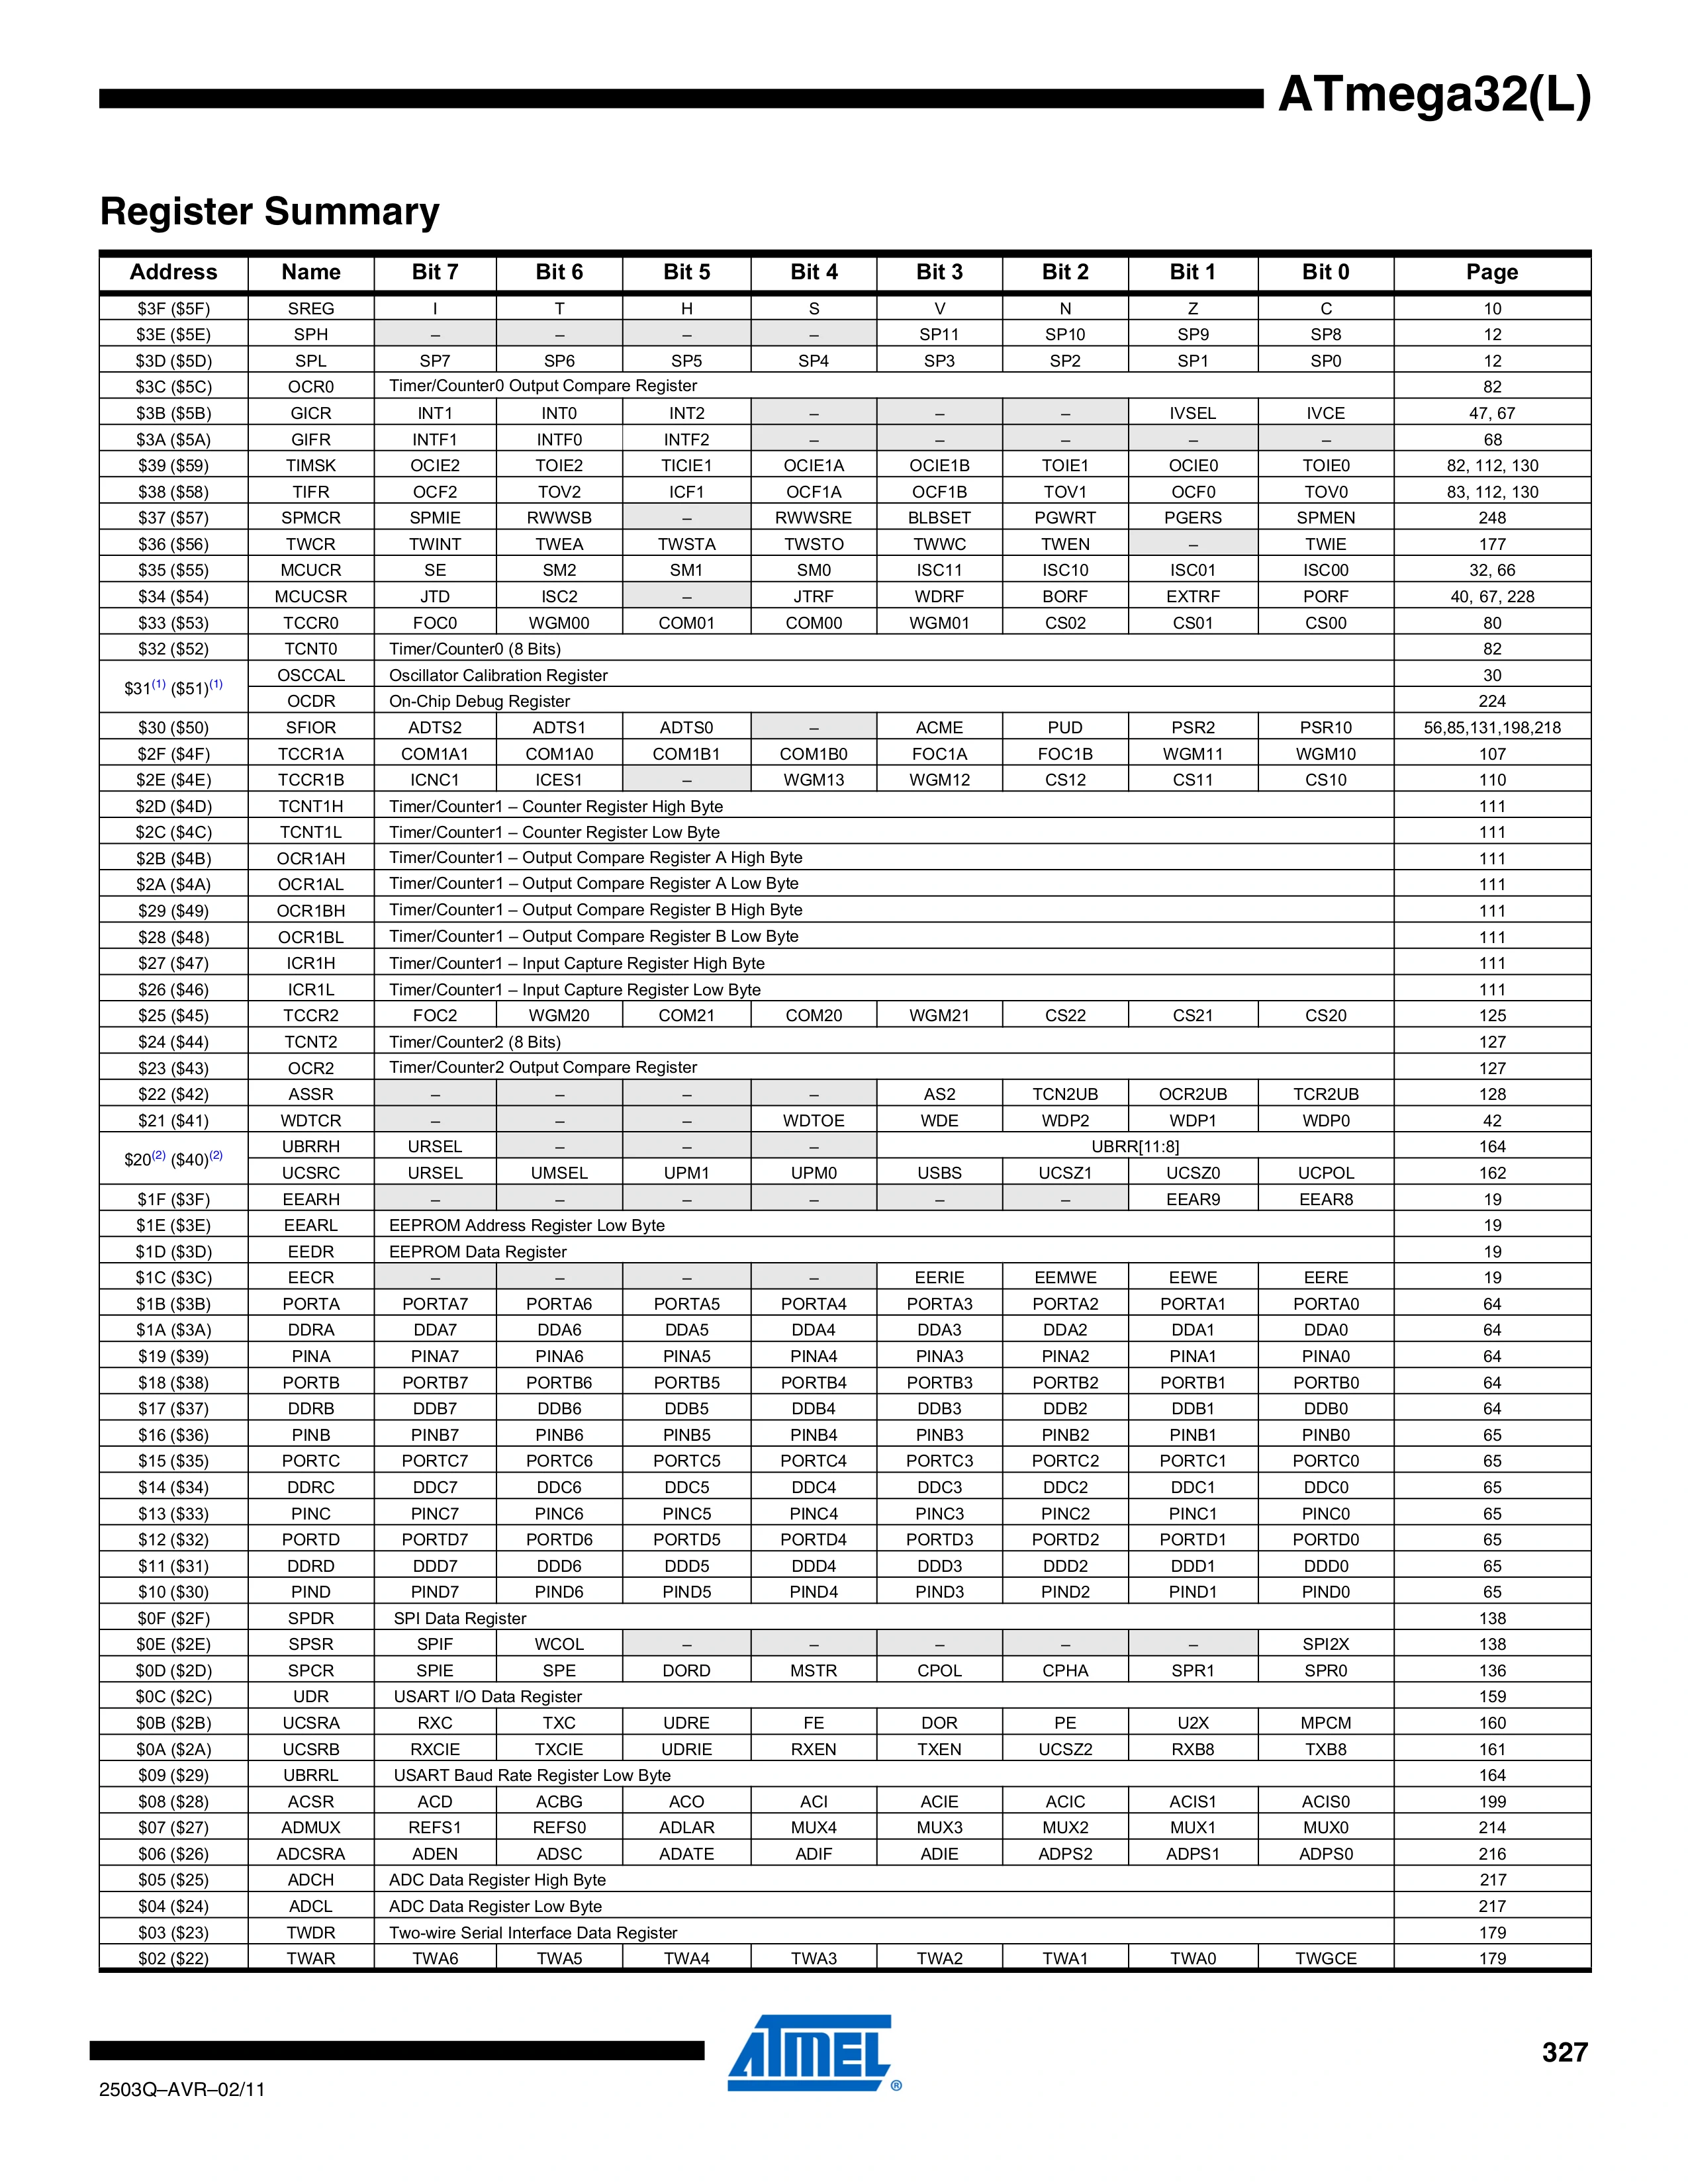 ATmega32(L)
Register Summary
Address Name Bit 7 Bit 6 Bit 5 Bit 4 Bit 3 Bit 2 Bit 1 Bit 0 Page
$3F ($5F) SREG I T H S V N Z C 10
$3E ($5E) SPH – – – – SP11 SP10 SP9 SP8 12
$3D ($5D) SPL SP7 SP6 SP5 SP4 SP3 SP2 SP1 SP0 12
$3C ($5C) OCR0 Timer/Counter0 Output Compare Register 82
$3B ($5B) GICR INT1 INT0 INT2 – – – IVSEL IVCE 47, 67
$3A ($5A) GIFR INTF1 INTF0 INTF2 – – – – – 68
$39 ($59) TIMSK OCIE2 TOIE2 TICIE1 OCIE1A OCIE1B TOIE1 OCIE0 TOIE0 82, 112, 130
$38 ($58) TIFR OCF2 TOV2 ICF1 OCF1A OCF1B TOV1 OCF0 TOV0 83, 112, 130
$37 ($57) SPMCR SPMIE RWWSB – RWWSRE BLBSET PGWRT PGERS SPMEN 248
$36 ($56) TWCR TWINT TWEA TWSTA TWSTO TWWC TWEN – TWIE 177
$35 ($55) MCUCR SE SM2 SM1 SM0 ISC11 ISC10 ISC01 ISC00 32, 66
$34 ($54) MCUCSR JTD ISC2 – JTRF WDRF BORF EXTRF PORF 40, 67, 228
$33 ($53) TCCR0 FOC0 WGM00 COM01 COM00 WGM01 CS02 CS01 CS00 80
$32 ($52) TCNT0 Timer/Counter0 (8 Bits) 82
$31(1) ($51)(1) OSCCAL Oscillator Calibration Register 30
OCDR On-Chip Debug Register 224
$30 ($50) SFIOR ADTS2 ADTS1 ADTS0 – ACME PUD PSR2 PSR10 56,85,131,198,218
$2F ($4F) TCCR1A COM1A1 COM1A0 COM1B1 COM1B0 FOC1A FOC1B WGM11 WGM10 107
$2E ($4E) TCCR1B ICNC1 ICES1 – WGM13 WGM12 CS12 CS11 CS10 110
$2D ($4D) TCNT1H Timer/Counter1 – Counter Register High Byte 111
$2C ($4C) TCNT1L Timer/Counter1 – Counter Register Low Byte 111
$2B ($4B) OCR1AH Timer/Counter1 – Output Compare Register A High Byte 111
$2A ($4A) OCR1AL Timer/Counter1 – Output Compare Register A Low Byte 111
$29 ($49) OCR1BH Timer/Counter1 – Output Compare Register B High Byte 111
$28 ($48) OCR1BL Timer/Counter1 – Output Compare Register B Low Byte 111
$27 ($47) ICR1H Timer/Counter1 – Input Capture Register High Byte 111
$26 ($46) ICR1L Timer/Counter1 – Input Capture Register Low Byte 111
$25 ($45) TCCR2 FOC2 WGM20 COM21 COM20 WGM21 CS22 CS21 CS20 125
$24 ($44) TCNT2 Timer/Counter2 (8 Bits) 127
$23 ($43) OCR2 Timer/Counter2 Output Compare Register 127
$22 ($42) ASSR – – – – AS2 TCN2UB OCR2UB TCR2UB 128
$21 ($41) WDTCR – – – WDTOE WDE WDP2 WDP1 WDP0 42
$20(2) ($40)(2) UBRRH URSEL – – – UBRR[11:8] 164
UCSRC URSEL UMSEL UPM1 UPM0 USBS UCSZ1 UCSZ0 UCPOL 162
$1F ($3F) EEARH – – – – – – EEAR9 EEAR8 19
$1E ($3E) EEARL EEPROM Address Register Low Byte 19
$1D ($3D) EEDR EEPROM Data Register 19
$1C ($3C) EECR – – – – EERIE EEMWE EEWE EERE 19
$1B ($3B) PORTA PORTA7 PORTA6 PORTA5 PORTA4 PORTA3 PORTA2 PORTA1 PORTA0 64
$1A ($3A) DDRA DDA7 DDA6 DDA5 DDA4 DDA3 DDA2 DDA1 DDA0 64
$19 ($39) PINA PINA7 PINA6 PINA5 PINA4 PINA3 PINA2 PINA1 PINA0 64
$18 ($38) PORTB PORTB7 PORTB6 PORTB5 PORTB4 PORTB3 PORTB2 PORTB1 PORTB0 64
$17 ($37) DDRB DDB7 DDB6 DDB5 DDB4 DDB3 DDB2 DDB1 DDB0 64
$16 ($36) PINB PINB7 PINB6 PINB5 PINB4 PINB3 PINB2 PINB1 PINB0 65
$15 ($35) PORTC PORTC7 PORTC6 PORTC5 PORTC4 PORTC3 PORTC2 PORTC1 PORTC0 65
$14 ($34) DDRC DDC7 DDC6 DDC5 DDC4 DDC3 DDC2 DDC1 DDC0 65
$13 ($33) PINC PINC7 PINC6 PINC5 PINC4 PINC3 PINC2 PINC1 PINC0 65
$12 ($32) PORTD PORTD7 PORTD6 PORTD5 PORTD4 PORTD3 PORTD2 PORTD1 PORTD0 65
$11 ($31) DDRD DDD7 DDD6 DDD5 DDD4 DDD3 DDD2 DDD1 DDD0 65
$10 ($30) PIND PIND7 PIND6 PIND5 PIND4 PIND3 PIND2 PIND1 PIND0 65
$0F ($2F) SPDR SPI Data Register 138
$0E ($2E) SPSR SPIF WCOL – – – – – SPI2X 138
$0D ($2D) SPCR SPIE SPE DORD MSTR CPOL CPHA SPR1 SPR0 136
$0C ($2C) UDR USART I/O Data Register 159
$0B ($2B) UCSRA RXC TXC UDRE FE DOR PE U2X MPCM 160
$0A ($2A) UCSRB RXCIE TXCIE UDRIE RXEN TXEN UCSZ2 RXB8 TXB8 161
$09 ($29) UBRRL USART Baud Rate Register Low Byte 164
$08 ($28) ACSR ACD ACBG ACO ACI ACIE ACIC ACIS1 ACIS0 199
$07 ($27) ADMUX REFS1 REFS0 ADLAR MUX4 MUX3 MUX2 MUX1 MUX0 214
$06 ($26) ADCSRA ADEN ADSC ADATE ADIF ADIE ADPS2 ADPS1 ADPS0 216
$05 ($25) ADCH ADC Data Register High Byte 217
$04 ($24) ADCL ADC Data Register Low Byte 217
$03 ($23) TWDR Two-wire Serial Interface Data Register 179
$02 ($22) TWAR TWA6 TWA5 TWA4 TWA3 TWA2 TWA1 TWA0 TWGCE 179
ATMEL ®
327
2503Q–AVR–02/11